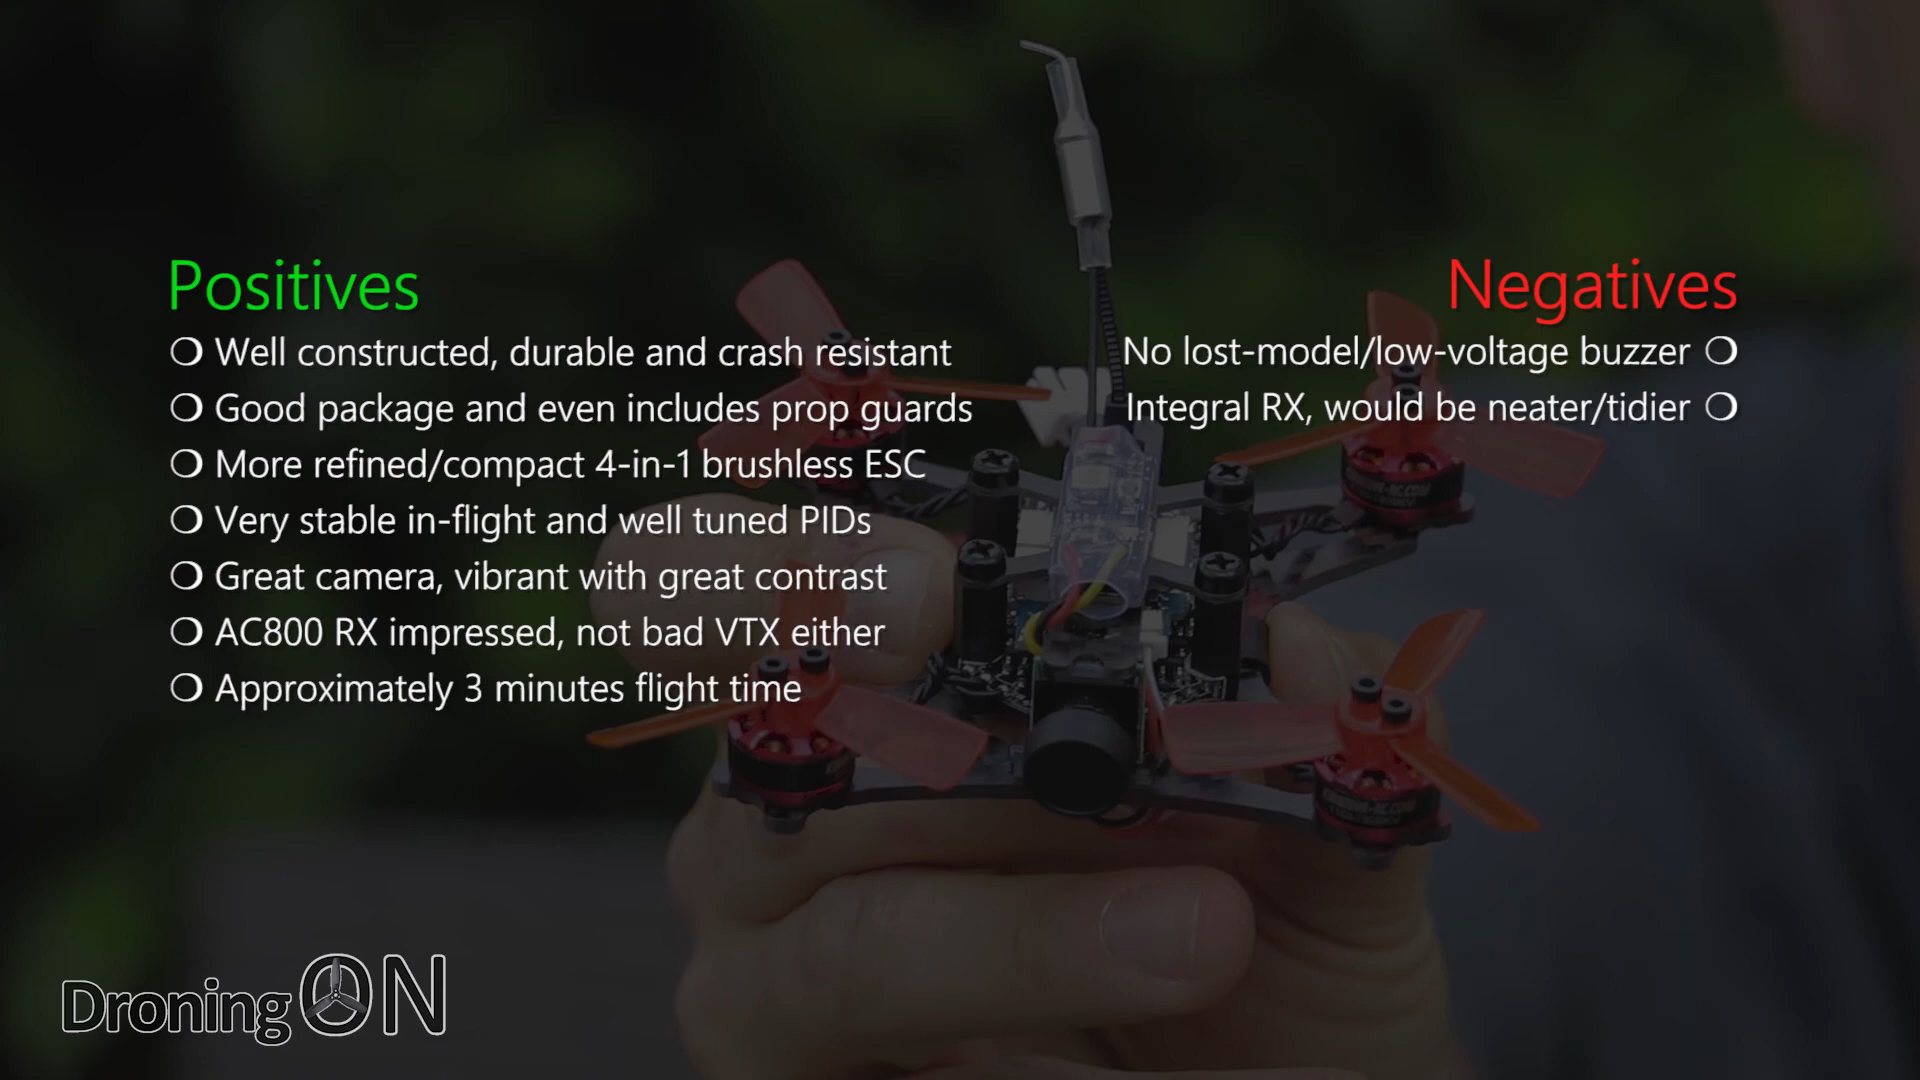 Positives
Well constructed, durable and crash resistant
Good package and even includes prop guards
More refined/compact 4-in-1 brushless ESC
Very stable in-flight and well tuned PIDs
Great camera, vibrant with great contrast
AC800 RX impressed, not bad VTX either
Approximately 3 minutes flight time
Negatives
No lost-model/low-voltage buzzer
Integral RX, would be neater/tidier
DroningON